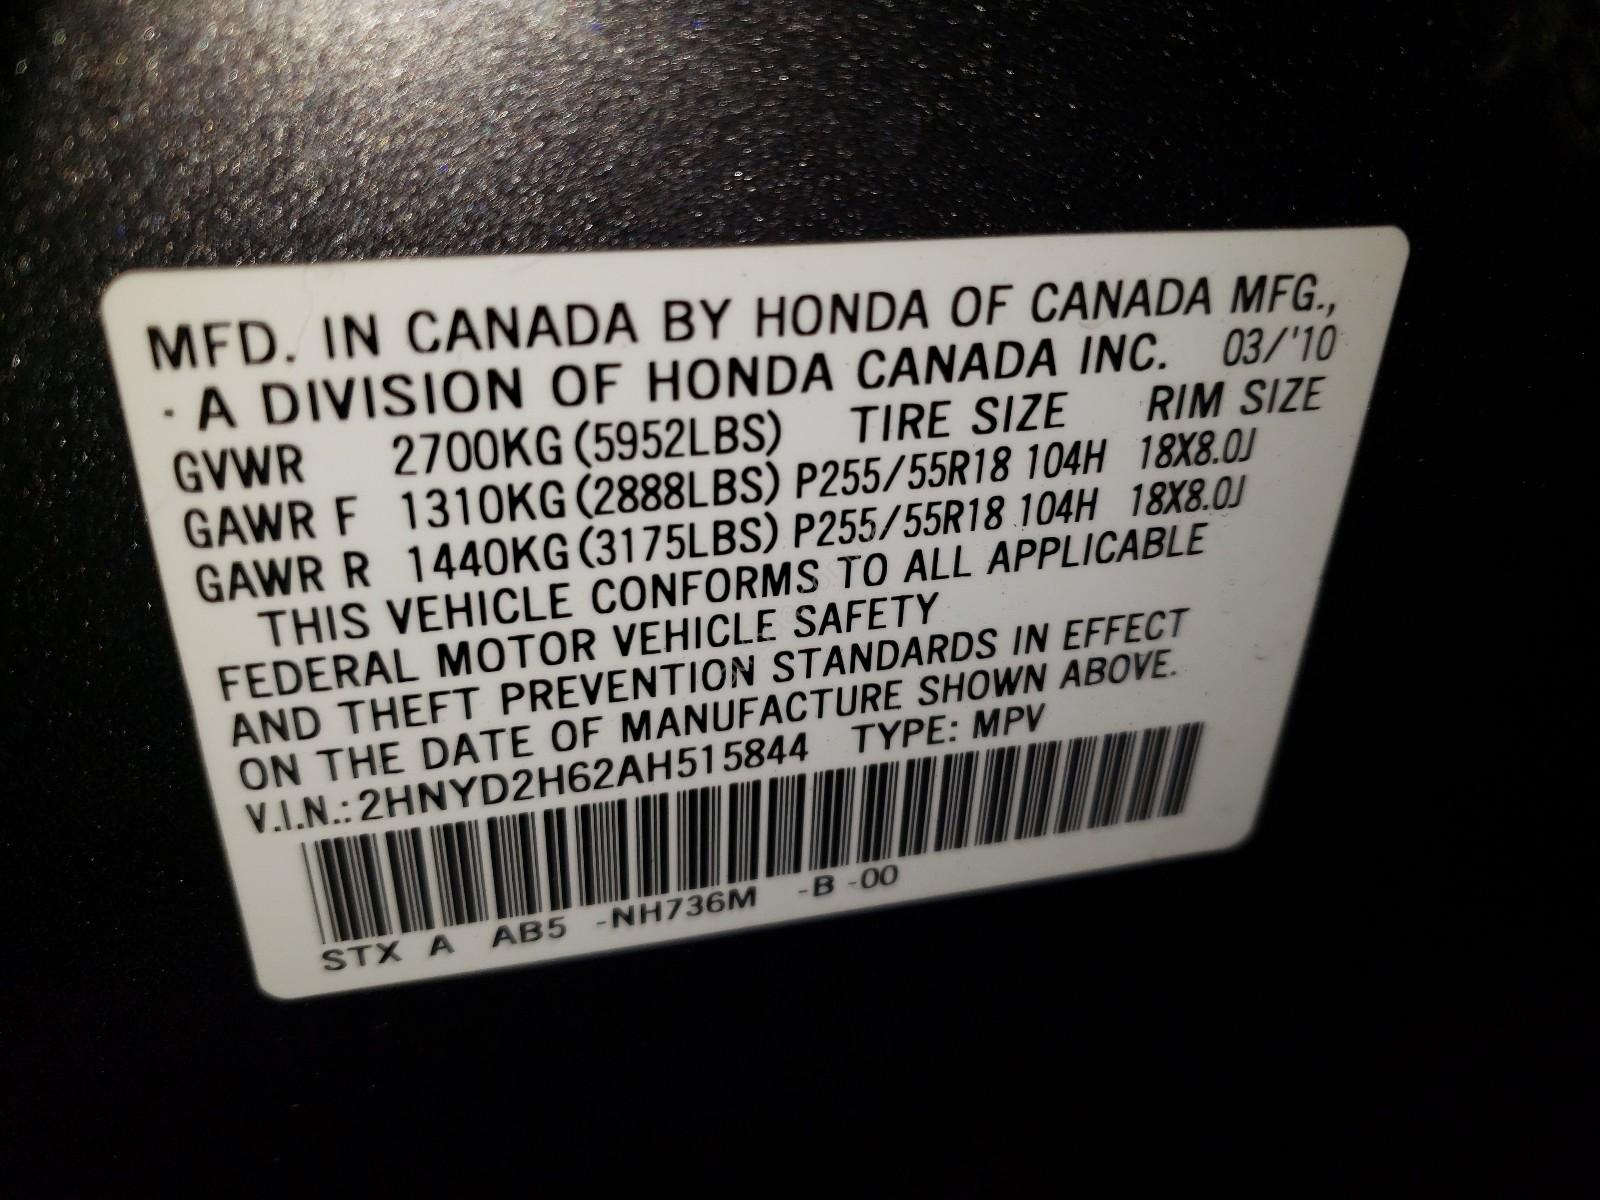 MFD. IN CANADA BY HONDA OF CANADA MFG.,
· A DIVISION OF HONDA CANADA INC. 03/'10
GVWR 2700KG (5952LBS) TIRE SIZE RIM SIZE
GAWR F 1310KG (2888LBS) P255/55R18 104H 18X8.0J
GAWR R 1440KG (3175LBS) P255/55R18 104H 18X8.0J
THIS VEHICLE CONFORMS TO ALL APPLICABLE
FEDERAL MOTOR VEHICLE SAFETY
AND THEFT PREVENTION STANDARDS IN EFFECT
ON THE DATE OF MANUFACTURE SHOWN ABOVE.
V.I.N.: 2HNYD2H62AH515844 TYPE: MPV
STX A AB5 -NH736M -B -00